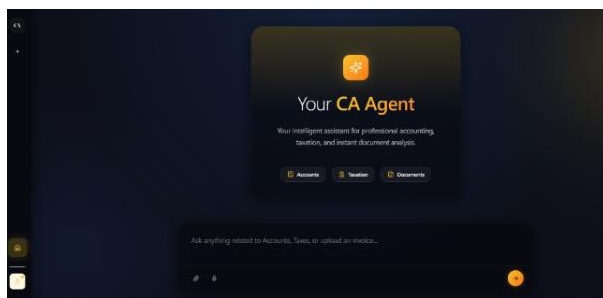 CA
+
Your CA Agent
Your intelligent assistant for professional accounting,
taxation, and instant document analysis.
Accounts
Taxation
Documents
Ask anything related to Accounts, Taxes, or upload an invoice...